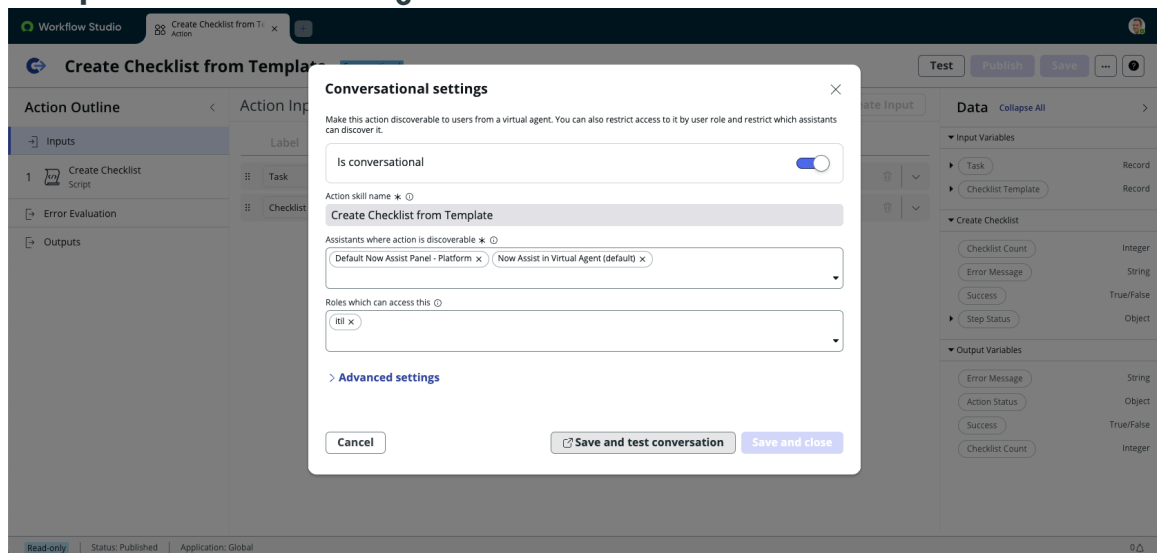 Workflow Studio
Create Checklist from Te
Action
Create Checklist from Template
Test
Publish
Save
Action Outline
Inputs
1
Create Checklist
Script
Error Evaluation
Outputs
Action Inp
ate Input
Label
Task
Checklist
Conversational settings
Make this action discoverable to users from a virtual agent. You can also restrict access to it by user role and restrict which assistants
can discover it.
Is conversational
Action skill name *
Create Checklist from Template
Assistants where action is discoverable *
Default Now Assist Panel - Platform × Now Assist in Virtual Agent (default) ×
Roles which can access this
itil ×
> Advanced settings
Cancel
Save and test conversation
Save and close
Data Collapse All
Input Variables
Task Record
Checklist Template Record
Create Checklist
Checklist Count Integer
Error Message String
Success True/False
Step Status Object
Output Variables
Error Message String
Action Status Object
Success True/False
Checklist Count Integer
Read-only Status: Published Application: Global
0